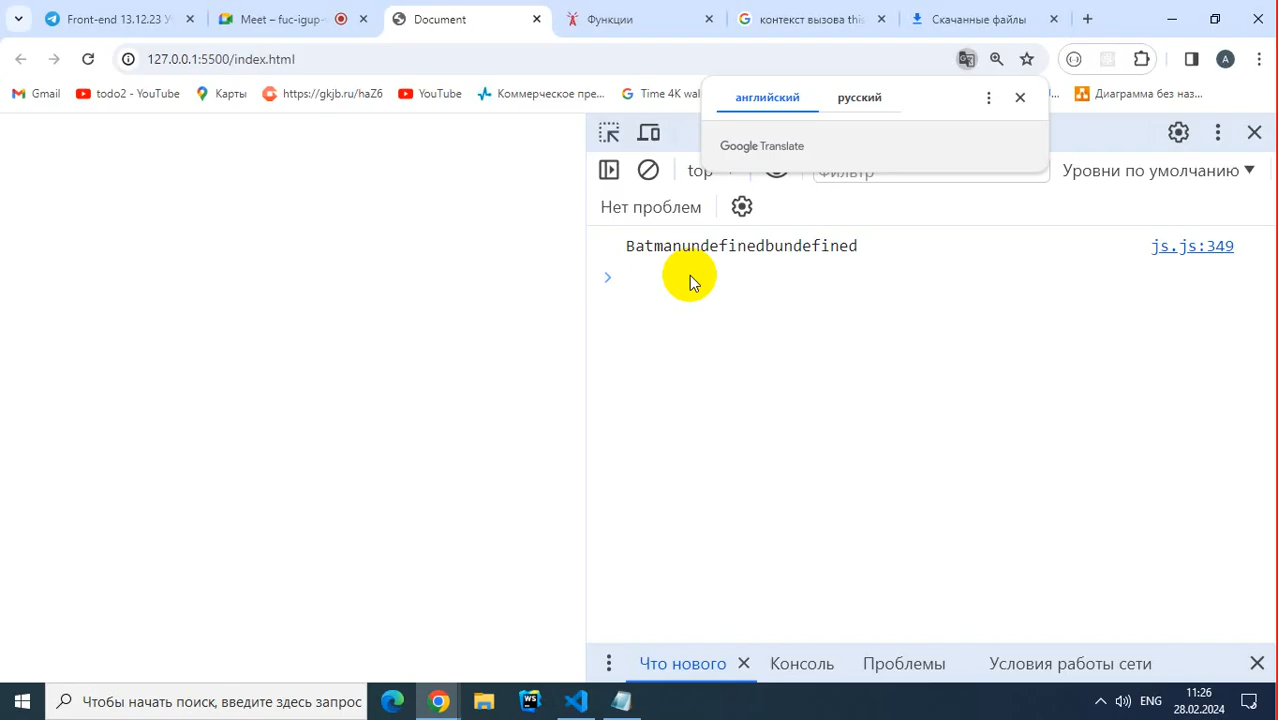 Front-end 13.12.23 У
Meet – fuc-igup-
Document
Функции
контекст вызова this
Скачанные файлы
127.0.0.1:5500/index.html
A
Gmail
todo2 - YouTube
Карты
https://gkjb.ru/haZ6
YouTube
Коммерческое пре...
Time 4K wal
Диаграмма без наз...
английский
русский
Google Translate
top
Фильтр
Уровни по умолчанию
Нет проблем
Batmanundefinedbundefined
js.js:349
Что нового
Консоль
Проблемы
Условия работы сети
Чтобы начать поиск, введите здесь запрос
WS
ENG
11:26
28.02.2024